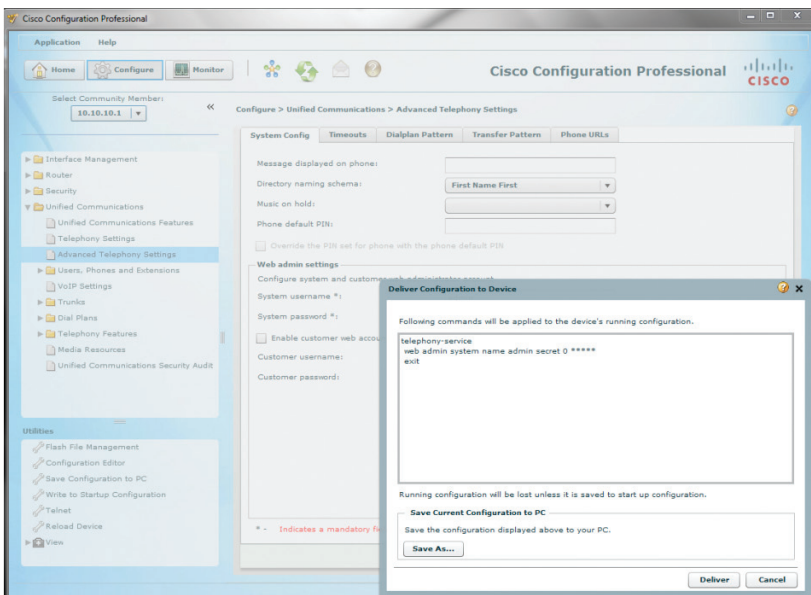 Cisco Configuration Professional
Application Help
Home Configure Monitor
Cisco Configuration Professional
CISCO
Select Community Member:
10.10.10.1
«
Configure > Unified Communications > Advanced Telephony Settings
Interface Management
Router
Security
Unified Communications
Unified Communications Features
Telephony Settings
Advanced Telephony Settings
Users, Phones and Extensions
VoIP Settings
Trunks
Dial Plans
Telephony Features
Media Resources
Unified Communications Security Audit
Utilities
Flash File Management
Configuration Editor
Save Configuration to PC
Write to Startup Configuration
Telnet
Reload Device
View
System Config Timeouts Dialplan Pattern Transfer Pattern Phone URLs
Message displayed on phone:
Directory naming schema: First Name First
Music on hold:
Phone default PIN:
Override the PIN set for phone with the phone default PIN
Web admin settings
Configure system and customer web administrator account
System username *:
System password *:
Enable customer web accou
Customer username:
Customer password:
* - Indicates a mandatory fi
Deliver Configuration to Device
Following commands will be applied to the device's running configuration.
telephony-service
web admin system name admin secret 0 *****
exit
Running configuration will be lost unless it is saved to start up configuration.
Save Current Configuration to PC
Save the configuration displayed above to your PC.
Save As...
Deliver Cancel